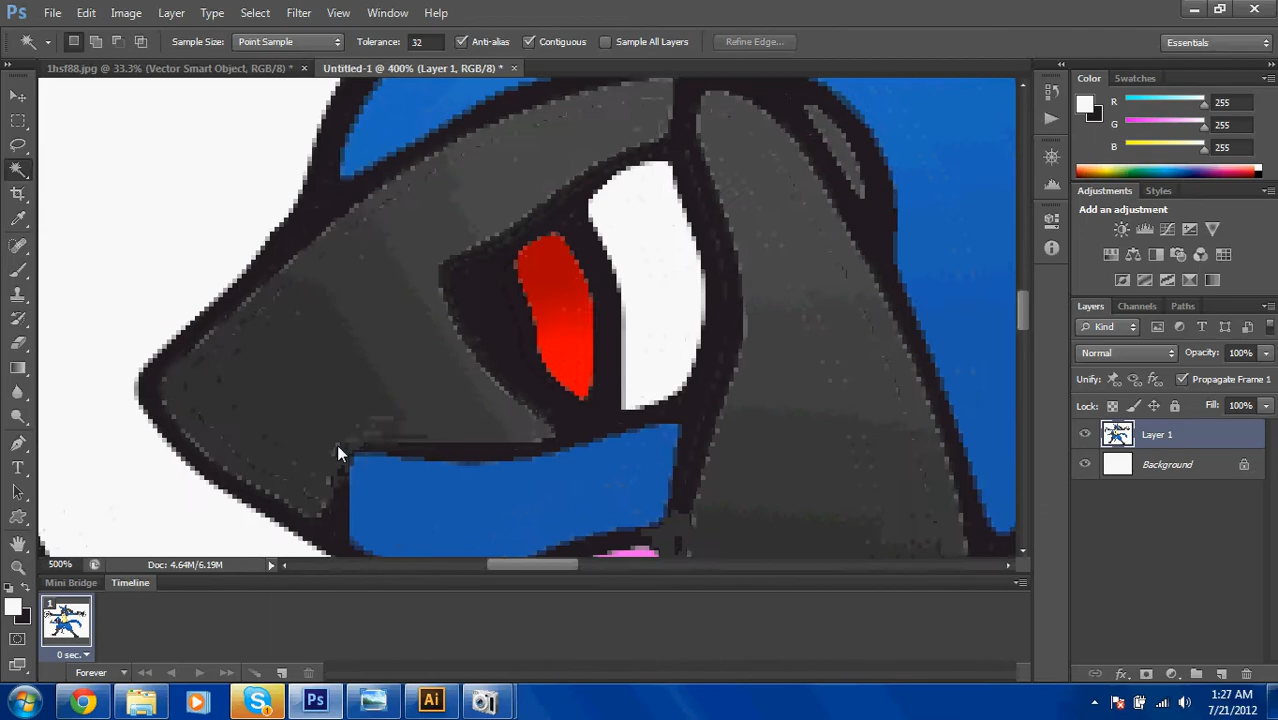 Ps File Edit Image Layer Type Select Filter View Window Help
Sample Size: Point Sample Tolerance: 32 Anti-alias Contiguous Sample All Layers Refine Edge... Essentials
1hsf88.jpg @ 33.3% (Vector Smart Object, RGB/8) * × Untitled-1 @ 400% (Layer 1, RGB/8) * ×
Color Swatches
R 255
G 255
B 255
Adjustments Styles
Add an adjustment
Layers Channels Paths
Kind
Normal Opacity: 100%
Unify: Propagate Frame 1
Lock: Fill: 100%
Layer 1
Background
500% Doc: 4.64M/6.19M
Mini Bridge Timeline
1
0 sec.
Forever
Ps Ai
1:27 AM
7/21/2012